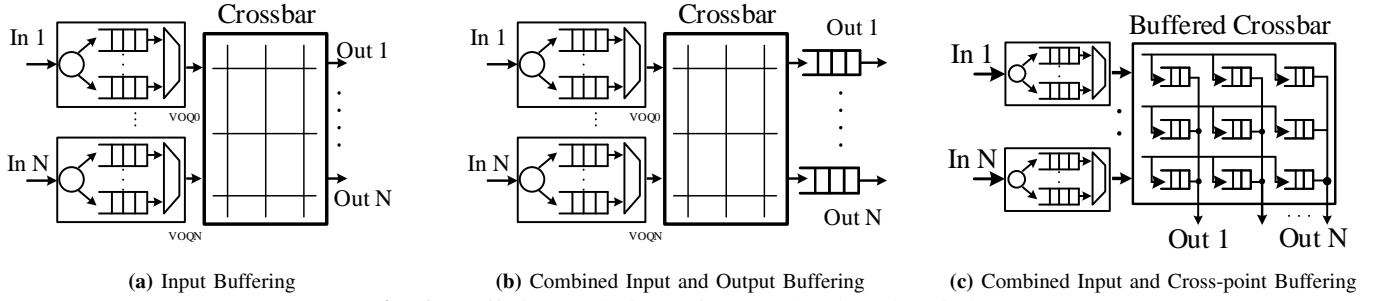 Crossbar
In 1
Out 1
VOQ0
In N
Out N
VOQN
(a) Input Buffering
Crossbar
In 1
Out 1
VOQ0
In N
Out N
VOQN
(b) Combined Input and Output Buffering
Buffered Crossbar
In 1
In N
Out 1
Out N
(c) Combined Input and Cross-point Buffering